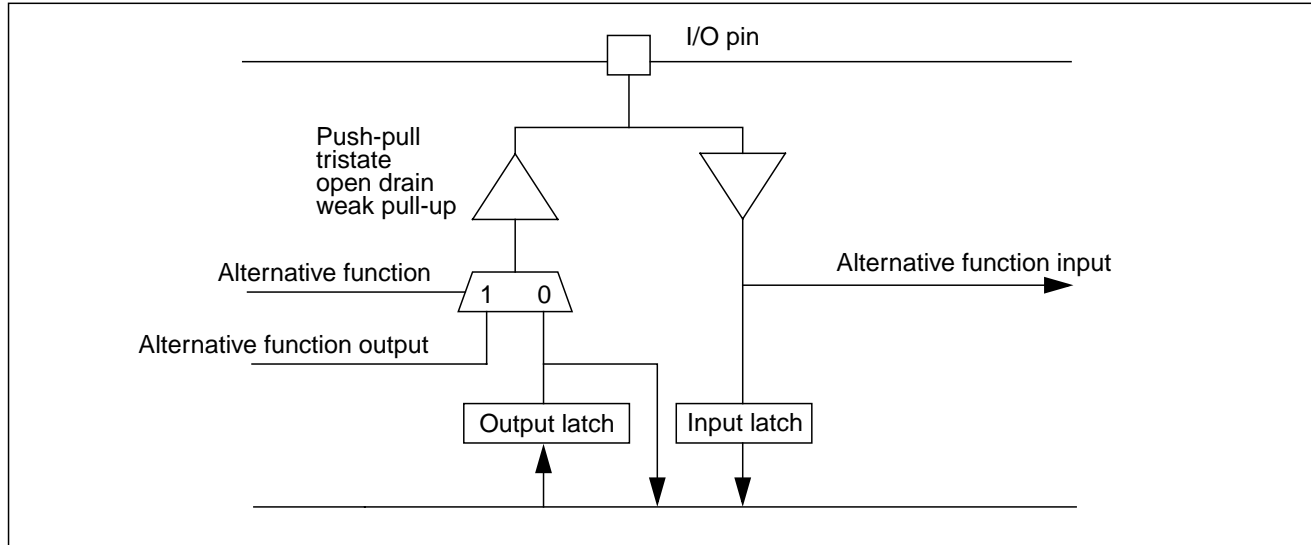 I/O pin
Push-pull
tristate
open drain
weak pull-up
Alternative function
1 0
Alternative function input
Alternative function output
Output latch
Input latch